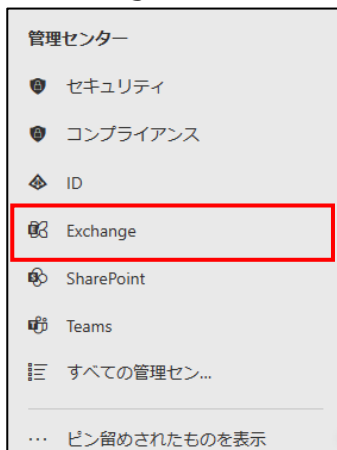 管理センター
セキュリティ
コンプライアンス
ID
Exchange
SharePoint
Teams
すべての管理セン...
… ピン留めされたものを表示